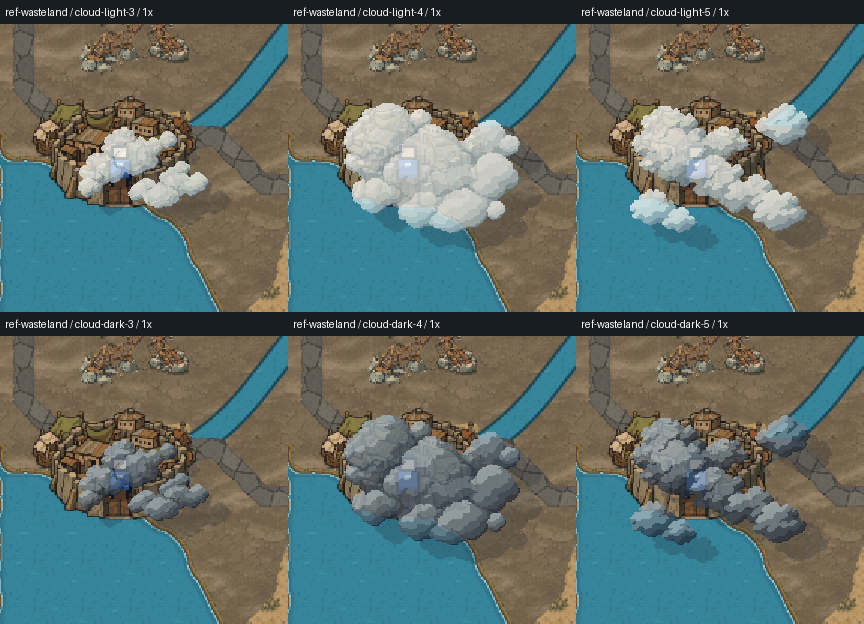 ref-wasteland / cloud-light-3 / 1x
ref-wasteland / cloud-light-4 / 1x
ref-wasteland / cloud-light-5 / 1x
ref-wasteland / cloud-dark-3 / 1x
ref-wasteland / cloud-dark-4 / 1x
ref-wasteland / cloud-dark-5 / 1x